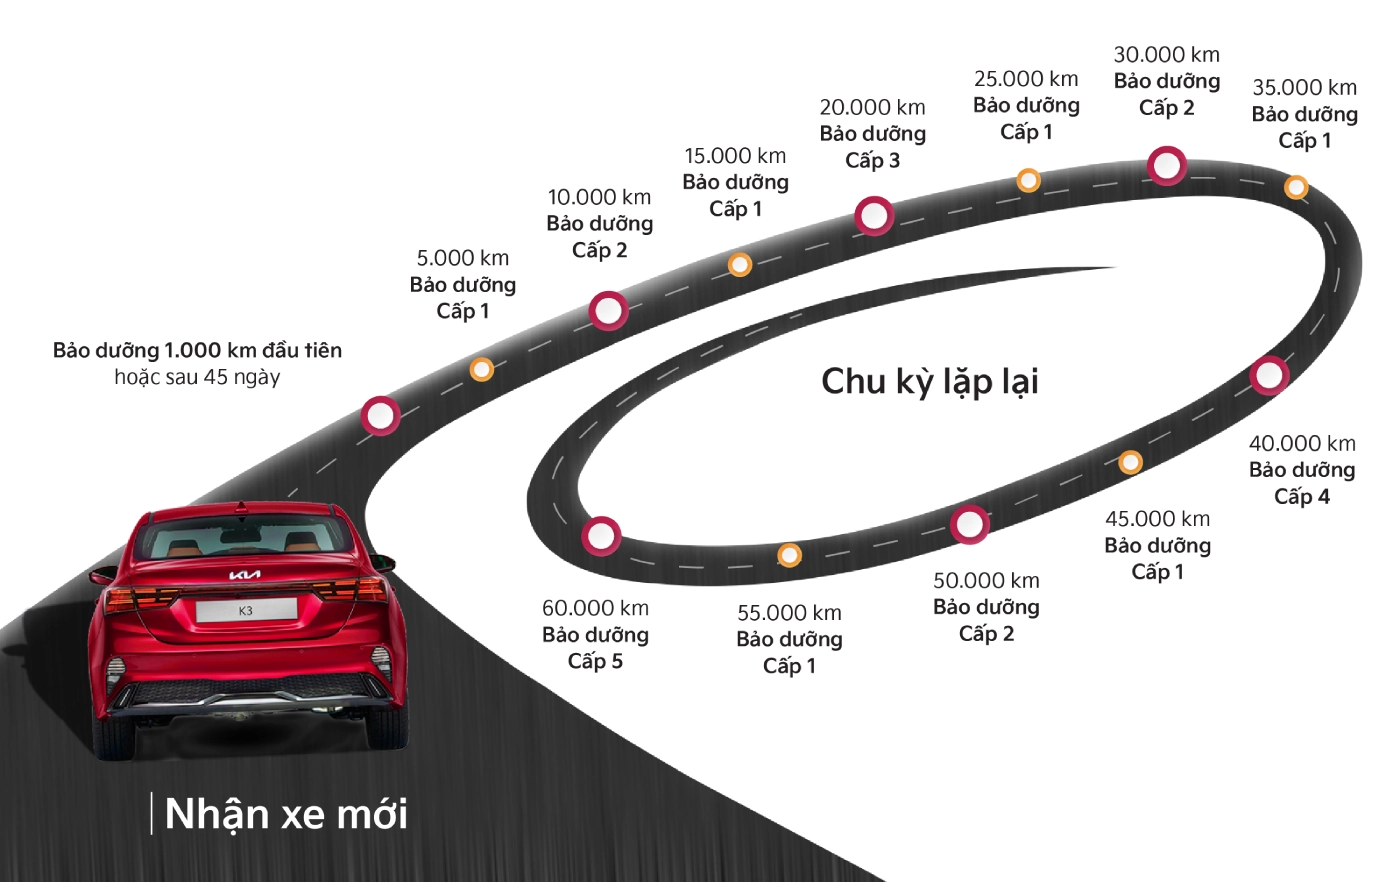 Bảo dưỡng 1.000 km đầu tiên
hoặc sau 45 ngày
5.000 km
Bảo dưỡng
Cấp 1
10.000 km
Bảo dưỡng
Cấp 2
15.000 km
Bảo dưỡng
Cấp 1
20.000 km
Bảo dưỡng
Cấp 3
25.000 km
Bảo dưỡng
Cấp 1
30.000 km
Bảo dưỡng
Cấp 2
35.000 km
Bảo dưỡng
Cấp 1
40.000 km
Bảo dưỡng
Cấp 4
45.000 km
Bảo dưỡng
Cấp 1
50.000 km
Bảo dưỡng
Cấp 2
55.000 km
Bảo dưỡng
Cấp 1
60.000 km
Bảo dưỡng
Cấp 5
Chu kỳ lặp lại
KIA
K3
Nhận xe mới